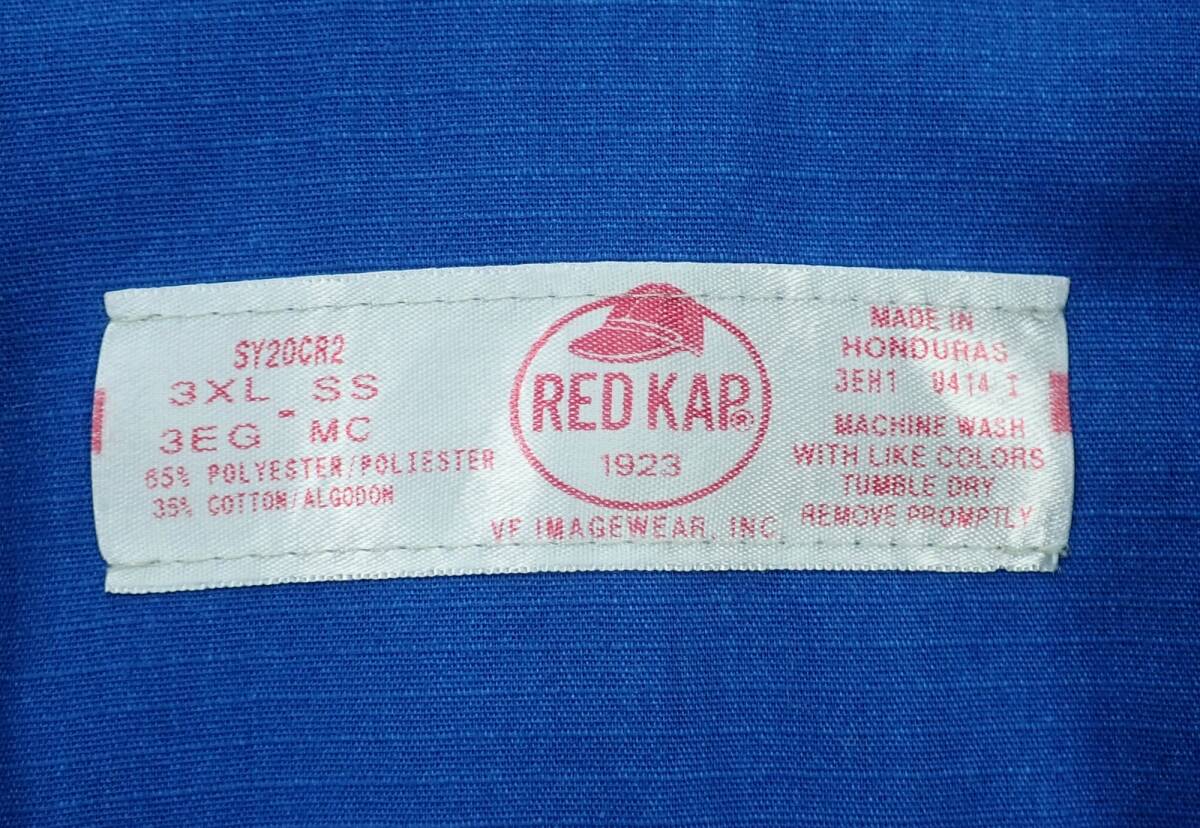 SY20CR2
3XL - SS
3EG - MC
65% POLYESTER/POLIESTER
35% COTTON/ALGODON
RED KAP®
1923
VF IMAGEWEAR, INC
MADE IN
HONDURAS
3EH1 0414 I
MACHINE WASH
WITH LIKE COLORS
TUMBLE DRY
REMOVE PROMPTLY